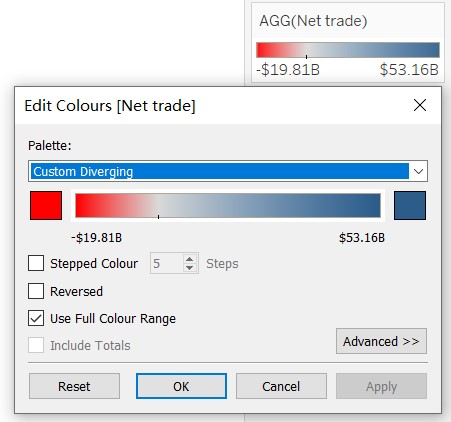 AGG(Net trade)
-$19.81B $53.16B
Edit Colours [Net trade]
Palette:
Custom Diverging
-$19.81B $53.16B
Stepped Colour 5 Steps
Reversed
Use Full Colour Range
Include Totals
Advanced >>
Reset OK Cancel Apply